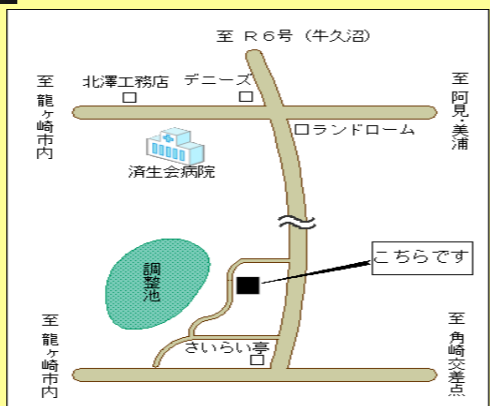 至 R6号（牛久沼）
至 龍ヶ崎市内
北澤工務店
デニーズ
至 阿見・美浦
ランドローム
済生会病院
調整池
こちらです
至 龍ヶ崎市内
さいらい亭
至 角崎交差点